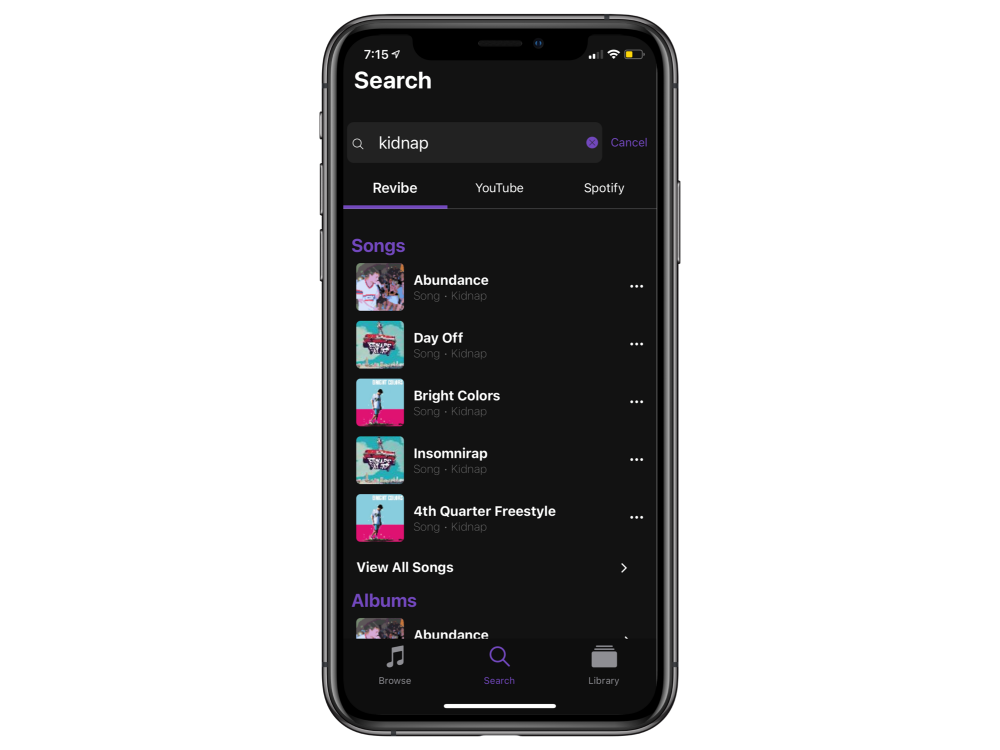 7:15
Search
kidnap
Cancel
Revibe YouTube Spotify
Songs
Abundance
Song • Kidnap
Day Off
Song • Kidnap
Bright Colors
Song • Kidnap
Insomnirap
Song • Kidnap
4th Quarter Freestyle
Song • Kidnap
View All Songs
Albums
Abundance
Browse Search Library